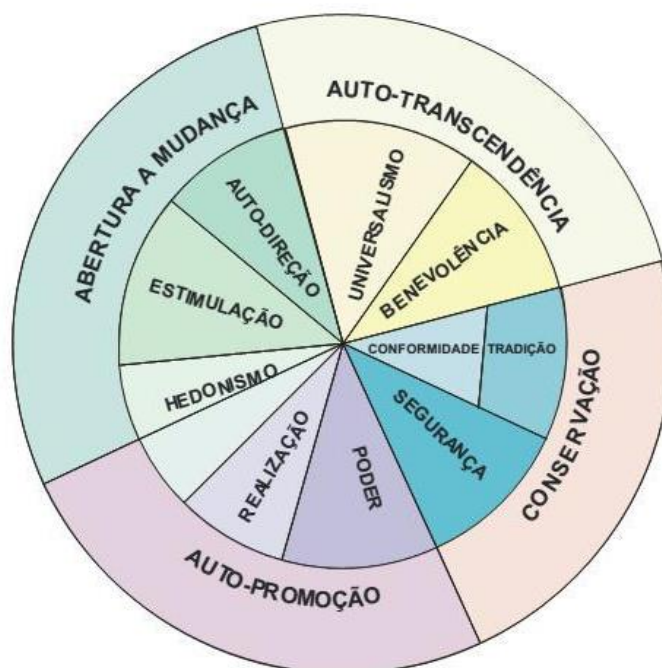 AUTO-TRANSCENDÊNCIA
ABERTURA A MUDANÇA
UNIVERSALISMO
AUTO-DIREÇÃO
BENEVOLÊNCIA
ESTIMULAÇÃO
CONFORMIDADE
TRADIÇÃO
HEDONISMO
SEGURANÇA
CONSERVAÇÃO
REALIZAÇÃO
PODER
AUTO-PROMOÇÃO